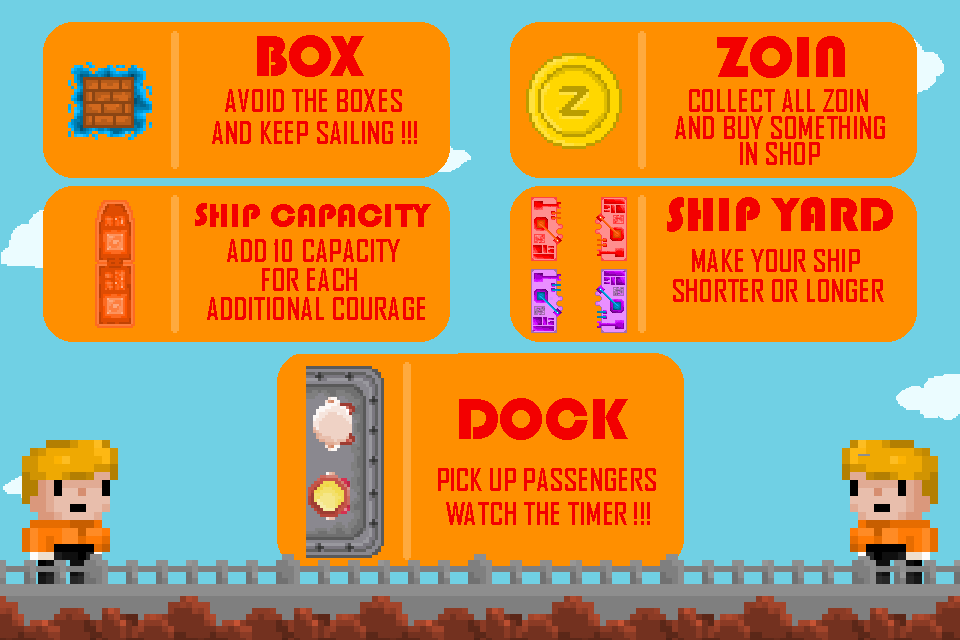 BOX
AVOID THE BOXES
AND KEEP SAILING !!!
ZOIN
COLLECT ALL ZOIN
AND BUY SOMETHING
IN SHOP
Z
SHIP CAPACITY
ADD 10 CAPACITY
FOR EACH
ADDITIONAL COURAGE
SHIP YARD
MAKE YOUR SHIP
SHORTER OR LONGER
DOCK
PICK UP PASSENGERS
WATCH THE TIMER !!!